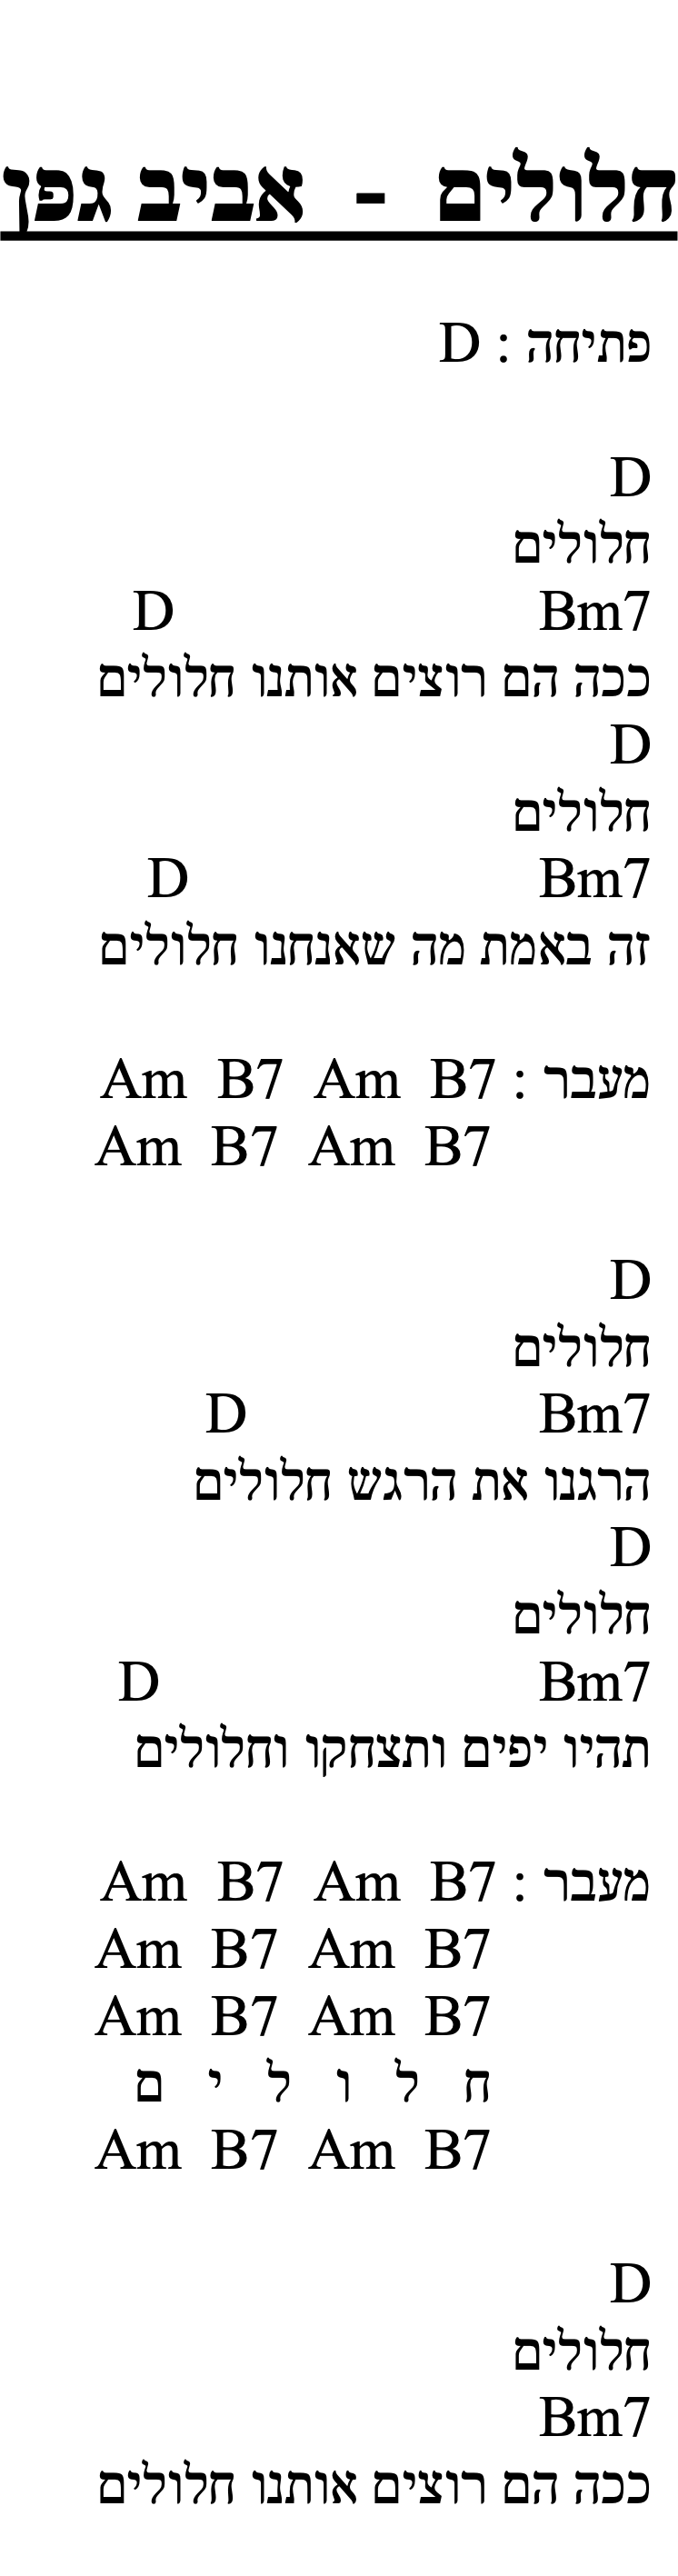 חלולים - אביב גפן
פתיחה : D
D
חלולים
Bm7 D
ככה הם רוצים אותנו חלולים
D
חלולים
Bm7 D
זה באמת מה שאנחנו חלולים
מעבר : Am B7 Am B7
Am B7 Am B7
D
חלולים
Bm7 D
הרגנו את הרגש חלולים
D
חלולים
Bm7 D
תהיו יפים ותצחקו וחלולים
מעבר : Am B7 Am B7
Am B7 Am B7
Am B7 Am B7
ח ל ו ל י ם
Am B7 Am B7
D
חלולים
Bm7
ככה הם רוצים אותנו חלולים